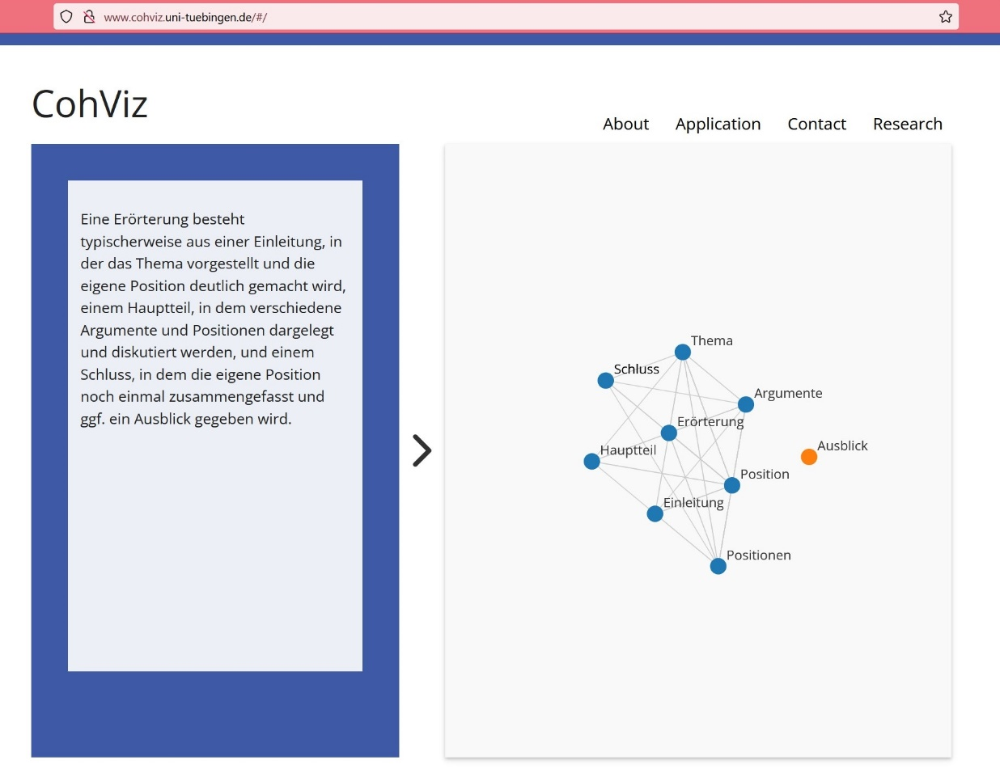 www.cohviz.uni-tuebingen.de/#/
CohViz
About Application Contact Research
Eine Erörterung besteht
typischerweise aus einer Einleitung, in
der das Thema vorgestellt und die
eigene Position deutlich gemacht wird,
einem Hauptteil, in dem verschiedene
Argumente und Positionen dargelegt
und diskutiert werden, und einem
Schluss, in dem die eigene Position
noch einmal zusammengefasst und
ggf. ein Ausblick gegeben wird.
Thema
Schluss
Argumente
Erörterung
Hauptteil
Ausblick
Position
Einleitung
Positionen